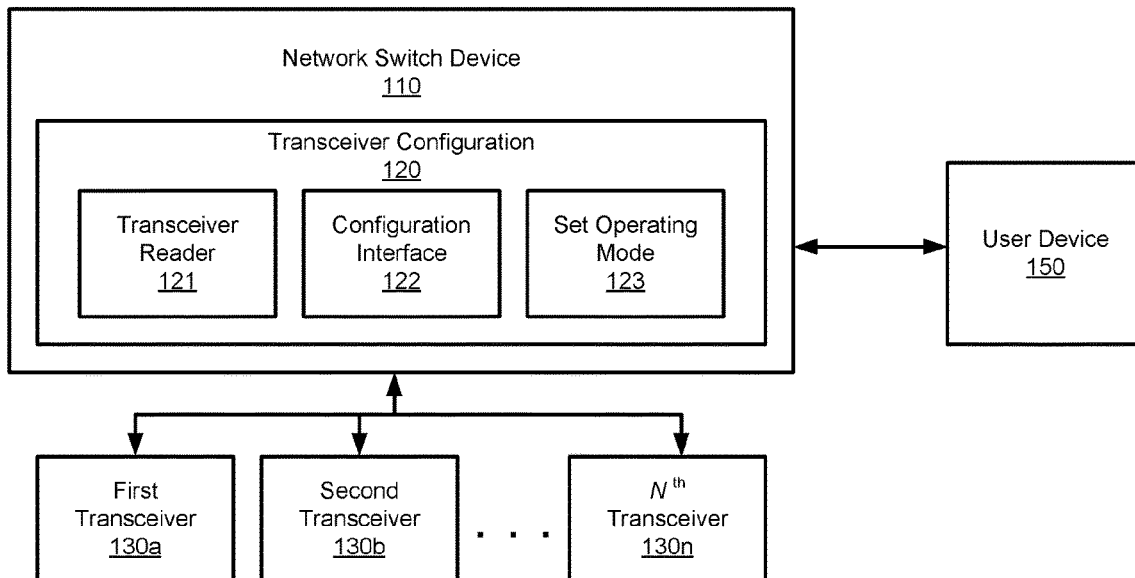 Network Switch Device
110
Transceiver Configuration
120
Transceiver
Reader
121
Configuration
Interface
122
Set Operating
Mode
123
User Device
150
First
Transceiver
130a
Second
Transceiver
130b
. . .
N th
Transceiver
130n